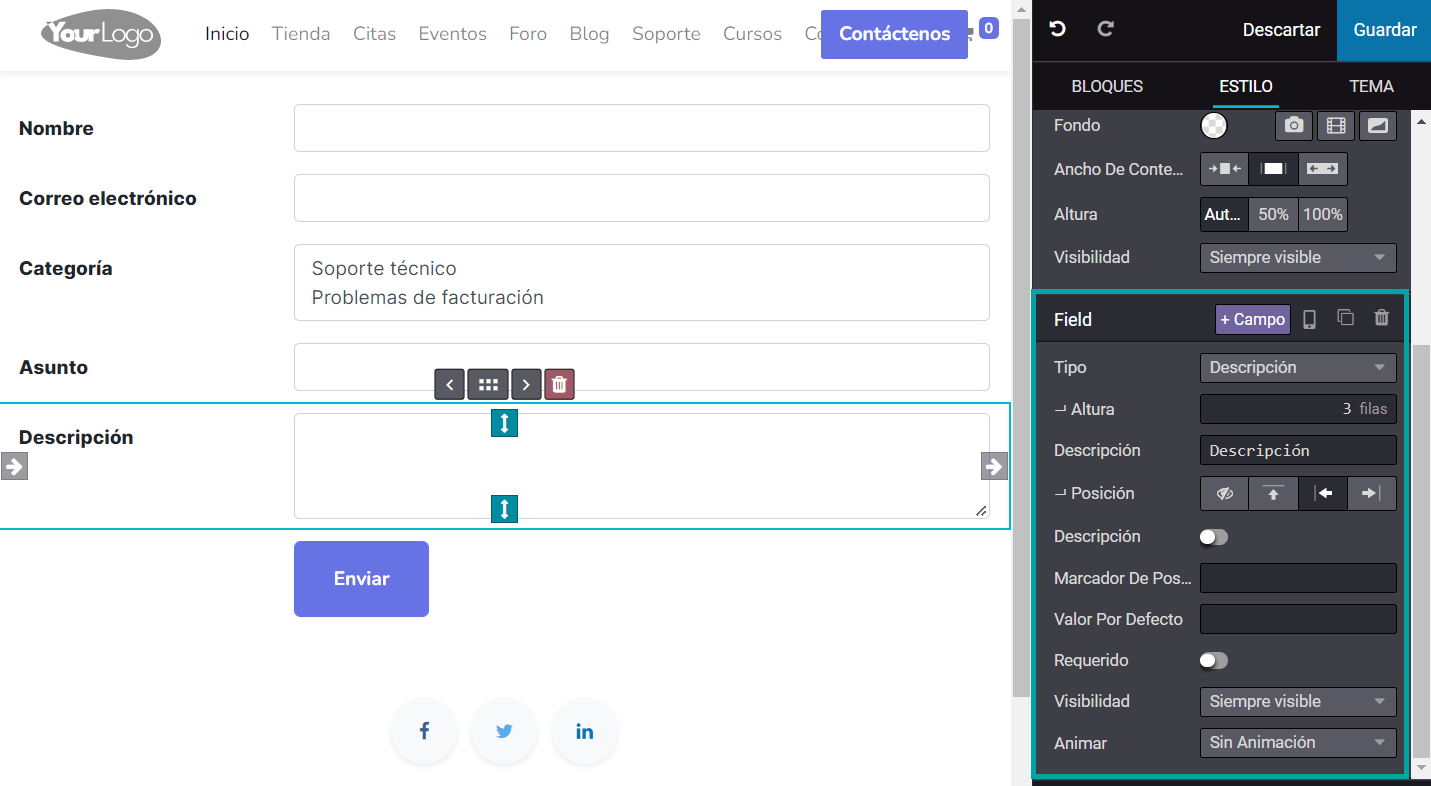 YourLogo
Inicio Tienda Citas Eventos Foro Blog Soporte Cursos Co Contáctenos 0
Nombre
Correo electrónico
Categoría
Soporte técnico
Problemas de facturación
Asunto
Descripción
Enviar
Descartar Guardar
BLOQUES ESTILO TEMA
Fondo
Ancho De Conte...
Altura Aut... 50% 100%
Visibilidad Siempre visible
Field + Campo
Tipo Descripción
Altura 3 filas
Descripción Descripción
Posición
Descripción
Marcador De Pos...
Valor Por Defecto
Requerido
Visibilidad Siempre visible
Animar Sin Animación